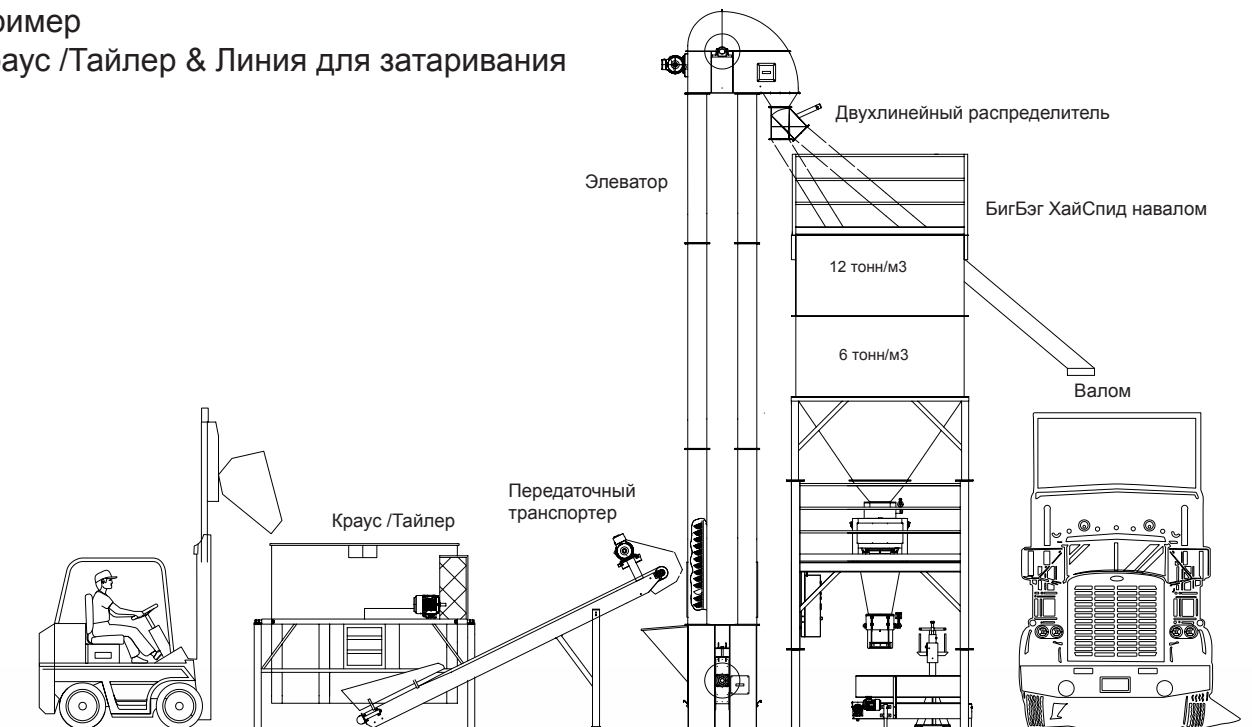 ример
аус /Тайлер & Линия для затаривания
Двухлинейный распределитель
Элеватор
БигБэг ХайСпид навалом
12 тонн/м3
6 тонн/м3
Валом
Передаточный
транспортер
Краус /Тайлер